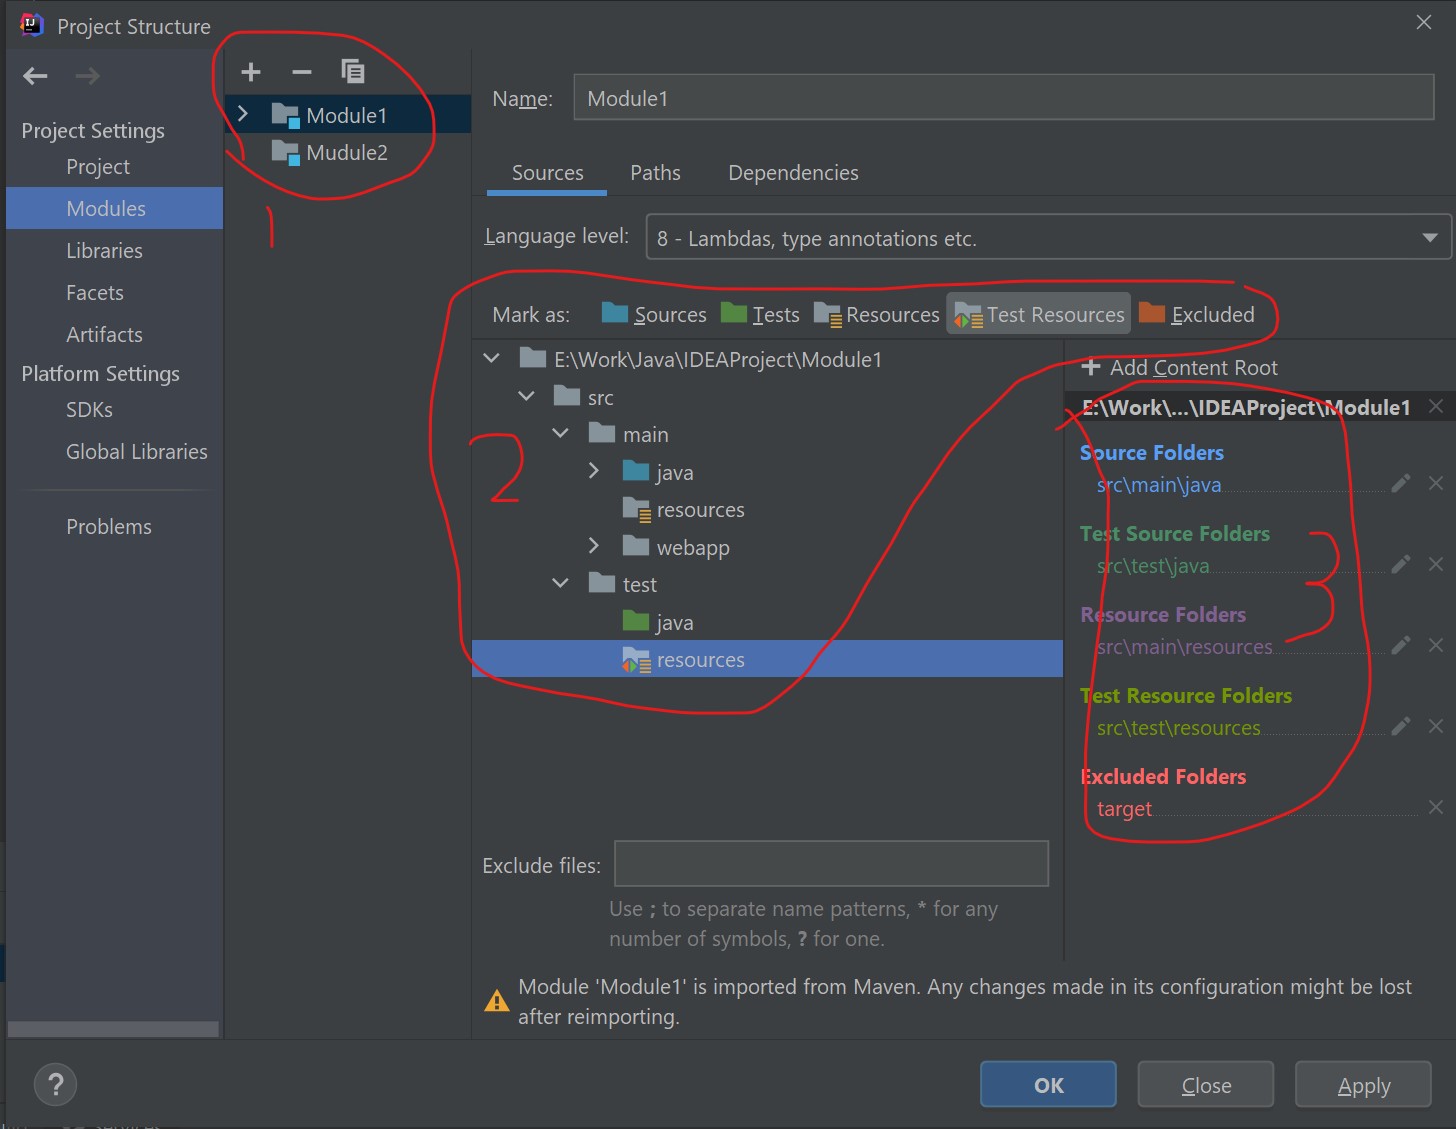 Project Structure
Project Settings
Project
Modules
Libraries
Facets
Artifacts
Platform Settings
SDKs
Global Libraries
Problems
Module1
Mudule2
1
Name: Module1
Sources Paths Dependencies
Language level: 8 - Lambdas, type annotations etc.
Mark as: Sources Tests Resources Test Resources Excluded
E:\Work\Java\IDEAProject\Module1
src
main
java
resources
webapp
test
java
resources
2
+ Add Content Root
E:\Work\...\IDEAProject\Module1
Source Folders
src\main\java
Test Source Folders
src\test\java
Resource Folders
src\main\resources
Test Resource Folders
src\test\resources
Excluded Folders
target
3
Exclude files:
Use ; to separate name patterns, * for any
number of symbols, ? for one.
Module 'Module1' is imported from Maven. Any changes made in its configuration might be lost
after reimporting.
? OK Close Apply